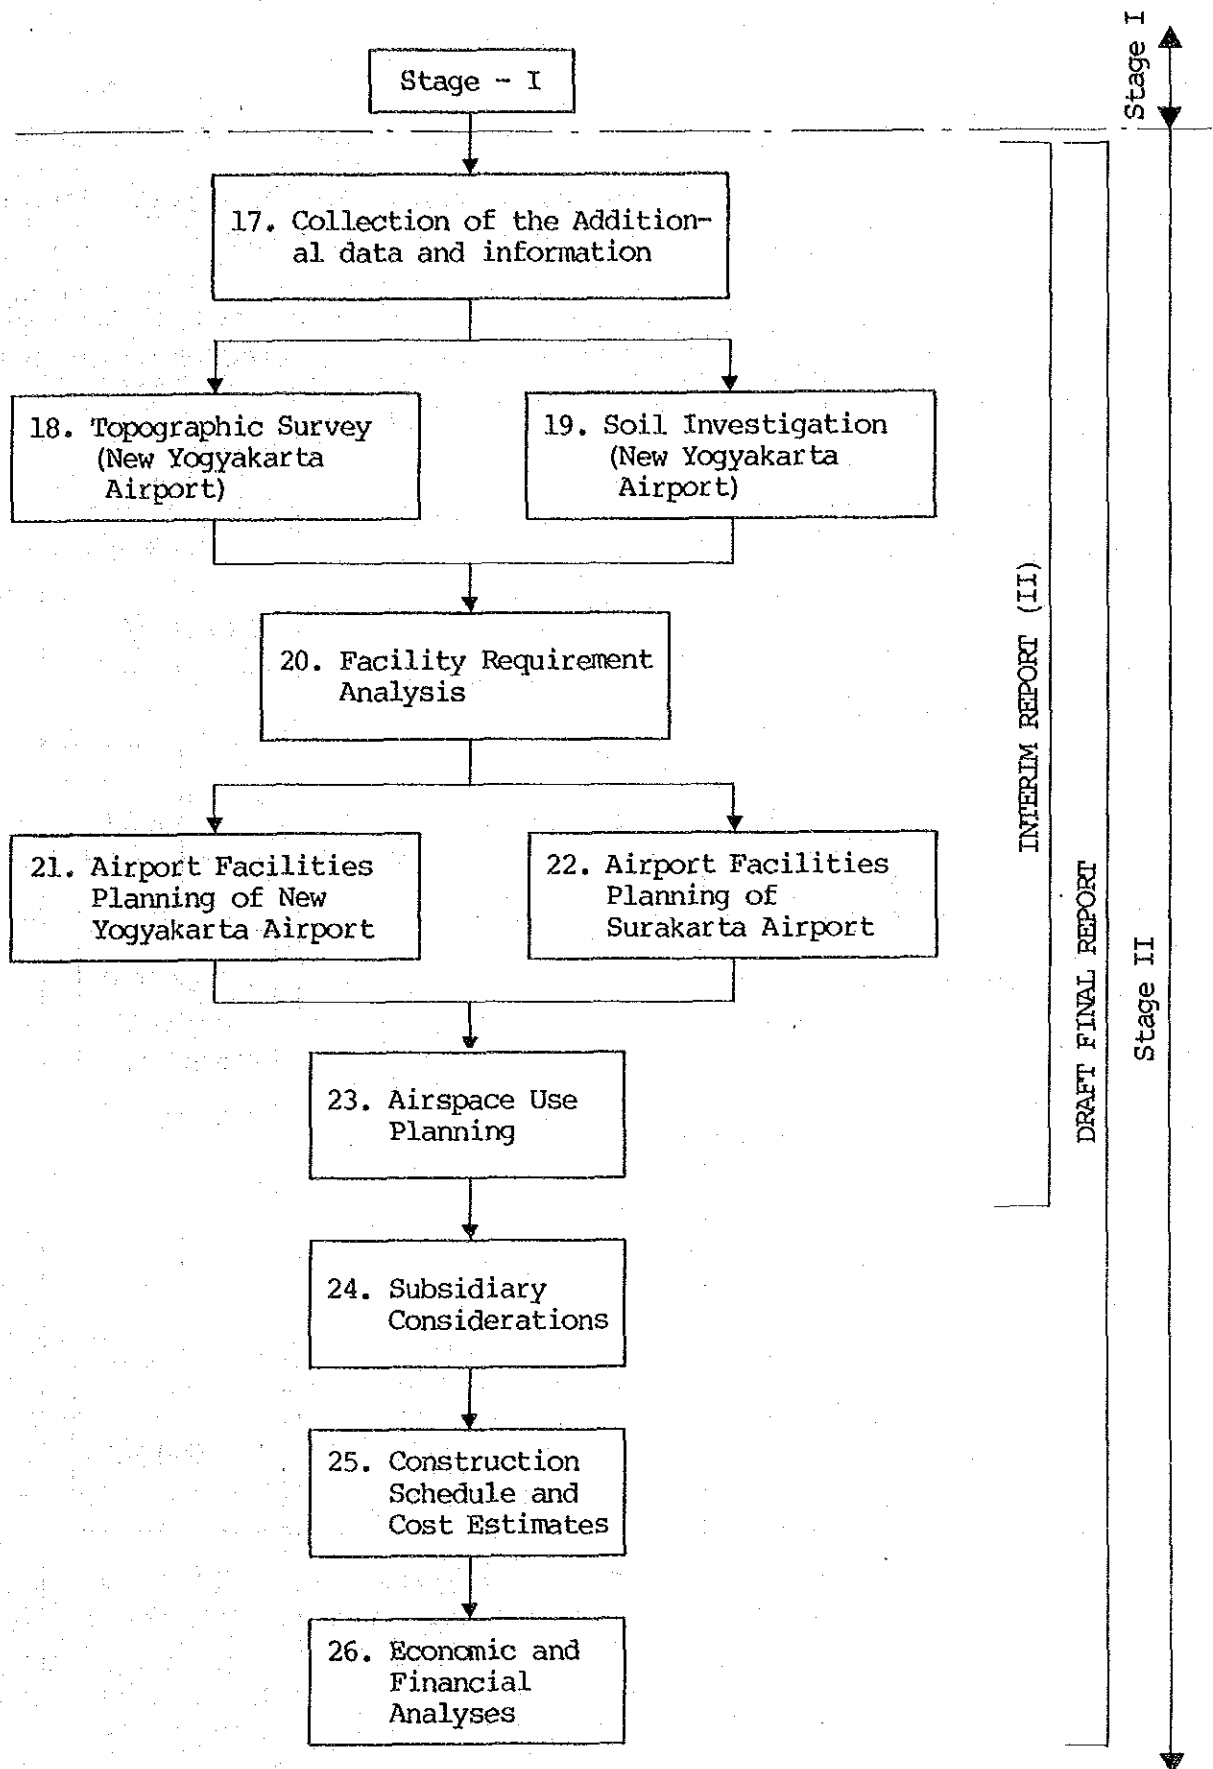 Stage I
Stage - I
17. Collection of the Addition-
al data and information
18. Topographic Survey
(New Yogyakarta
Airport)
19. Soil Investigation
(New Yogyakarta
Airport)
20. Facility Requirement
Analysis
21. Airport Facilities
Planning of New
Yogyakarta Airport
22. Airport Facilities
Planning of
Surakarta Airport
23. Airspace Use
Planning
24. Subsidiary
Considerations
25. Construction
Schedule and
Cost Estimates
26. Economic and
Financial
Analyses
INTERIM REPORT (II)
DRAFT FINAL REPORT
Stage II